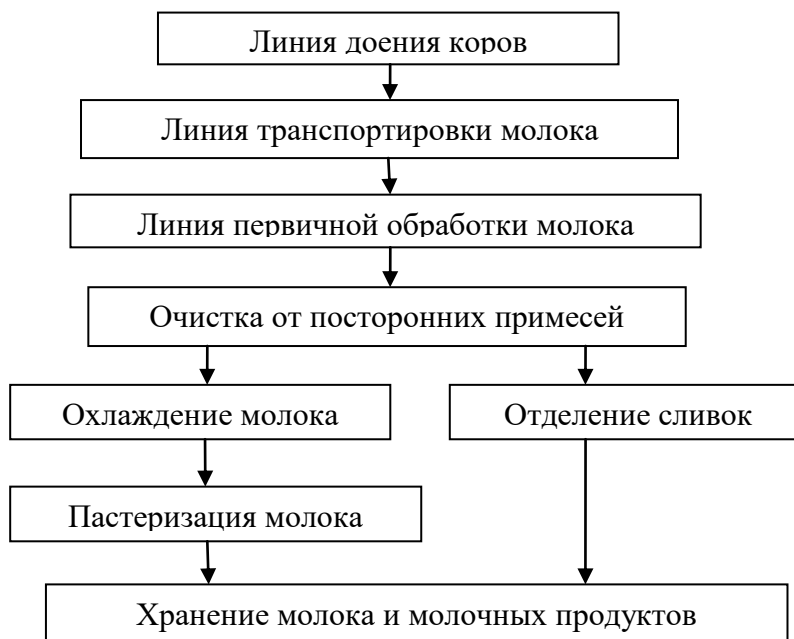 Линия доения коров
Линия транспортировки молока
Линия первичной обработки молока
Очистка от посторонних примесей
Охлаждение молока
Отделение сливок
Пастеризация молока
Хранение молока и молочных продуктов